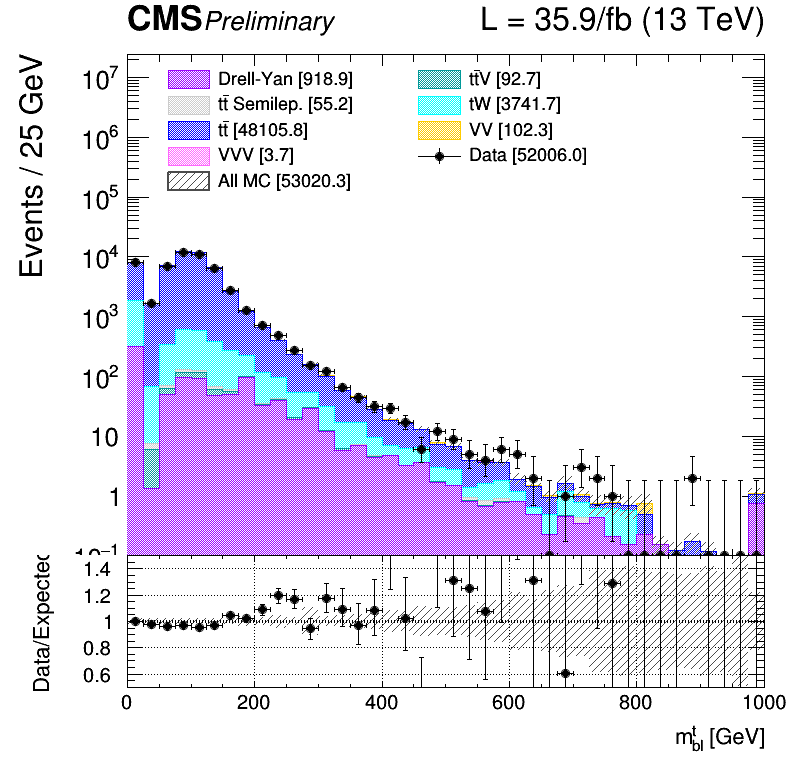 CMS Preliminary L = 35.9/fb (13 TeV)
Events / 25 GeV
Drell-Yan [918.9]
tt̄ Semilep. [55.2]
tt̄ [48105.8]
VVV [3.7]
All MC [53020.3]
tt̄V [92.7]
tW [3741.7]
VV [102.3]
Data [52006.0]
10⁷
10⁶
10⁵
10⁴
10³
10²
10
1
10⁻¹
Data/Expected
1.4
1.2
1
0.8
0.6
0 200 400 600 800 1000
mᵗbl [GeV]